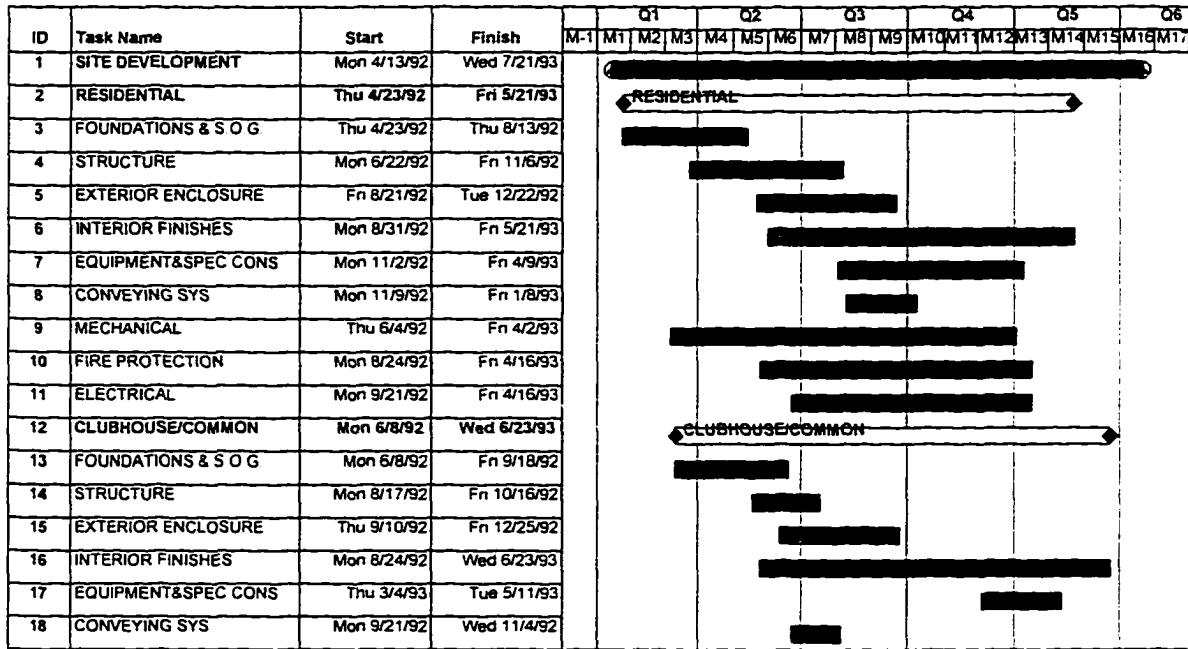 Q1 Q2 Q3 Q4 Q5 Q6
ID Task Name Start Finish M-1 M1 M2 M3 M4 M5 M6 M7 M8 M9 M10 M11 M12 M13 M14 M15 M16 M17
1 SITE DEVELOPMENT Mon 4/13/92 Wed 7/21/93
2 RESIDENTIAL Thu 4/23/92 Fri 5/21/93 RESIDENTIAL
3 FOUNDATIONS & S.O.G. Thu 4/23/92 Thu 8/13/92
4 STRUCTURE Mon 6/22/92 Fri 11/6/92
5 EXTERIOR ENCLOSURE Fri 8/21/92 Tue 12/22/92
6 INTERIOR FINISHES Mon 8/31/92 Fri 5/21/93
7 EQUIPMENT&SPEC CONS Mon 11/2/92 Fri 4/9/93
8 CONVEYING SYS Mon 11/9/92 Fri 1/8/93
9 MECHANICAL Thu 6/4/92 Fri 4/2/93
10 FIRE PROTECTION Mon 8/24/92 Fri 4/16/93
11 ELECTRICAL Mon 9/21/92 Fri 4/16/93
12 CLUBHOUSE/COMMON Mon 6/8/92 Wed 6/23/93 CLUBHOUSE/COMMON
13 FOUNDATIONS & S O G Mon 6/8/92 Fri 9/18/92
14 STRUCTURE Mon 8/17/92 Fri 10/16/92
15 EXTERIOR ENCLOSURE Thu 9/10/92 Fri 12/25/92
16 INTERIOR FINISHES Mon 8/24/92 Wed 6/23/93
17 EQUIPMENT&SPEC CONS Thu 3/4/93 Tue 5/11/93
18 CONVEYING SYS Mon 9/21/92 Wed 11/4/92